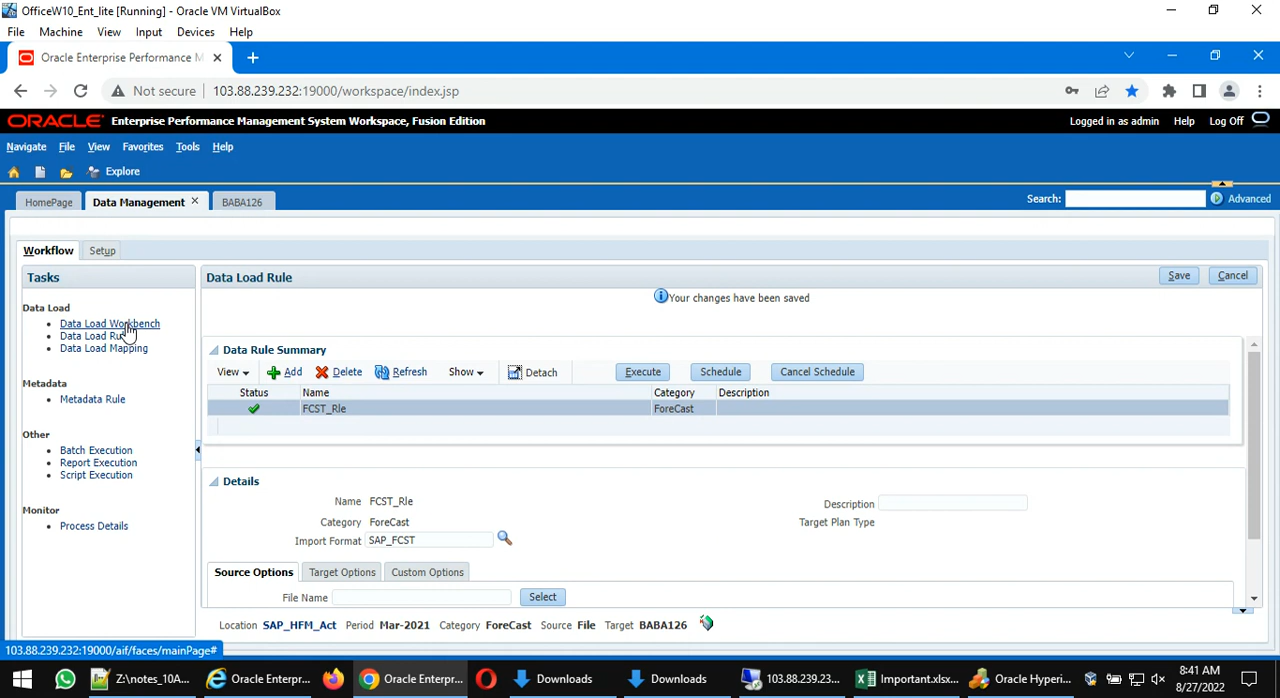 OfficeW10_Ent_lite [Running] - Oracle VM VirtualBox
File Machine View Input Devices Help
Oracle Enterprise Performance M
Not secure 103.88.239.232:19000/workspace/index.jsp
ORACLE Enterprise Performance Management System Workspace, Fusion Edition
Logged in as admin Help Log Off
Navigate File View Favorites Tools Help
Explore
HomePage Data Management BABA126 Search: Advanced
Workflow Setup
Tasks Data Load Rule Save Cancel
Your changes have been saved
Data Load
Data Load Workbench
Data Load Ru
Data Load Mapping
Metadata
Metadata Rule
Other
Batch Execution
Report Execution
Script Execution
Monitor
Process Details
Data Rule Summary
View Add Delete Refresh Show Detach Execute Schedule Cancel Schedule
Status Name Category Description
FCST_Rle ForeCast
Details
Name FCST_Rle Description
Category ForeCast Target Plan Type
Import Format SAP_FCST
Source Options Target Options Custom Options
File Name Select
Location SAP_HFM_Act Period Mar-2021 Category ForeCast Source File Target BABA126
103.88.239.232:19000/aif/faces/mainPage#
Z:\notes_10A... Oracle Enterpr... Oracle Enterpr... Downloads Downloads 103.88.239.23... Important.xlsx... Oracle Hyperi...
8:41 AM
8/27/2022